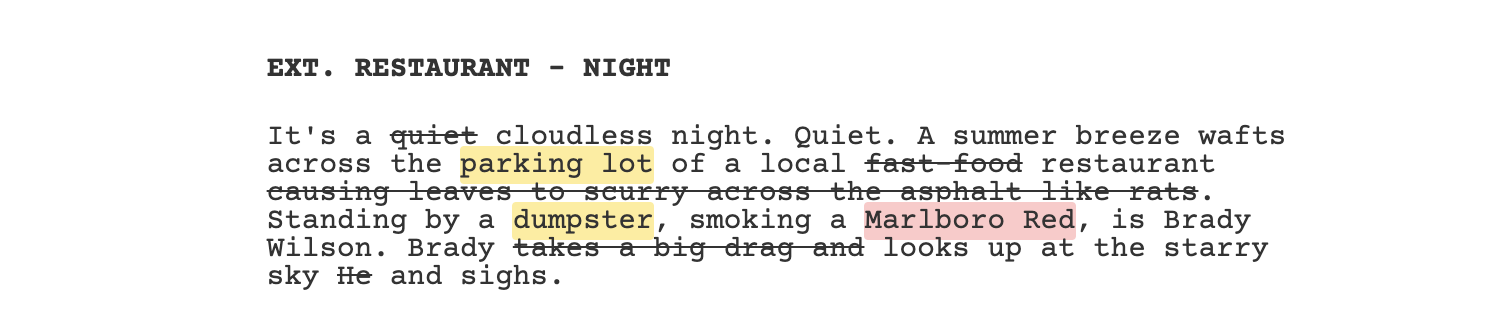 EXT. RESTAURANT - NIGHT
It's a quiet cloudless night. Quiet. A summer breeze wafts
across the parking lot of a local fast-food restaurant
causing leaves to scurry across the asphalt like rats.
Standing by a dumpster, smoking a Marlboro Red, is Brady
Wilson. Brady takes a big drag and looks up at the starry
sky He and sighs.